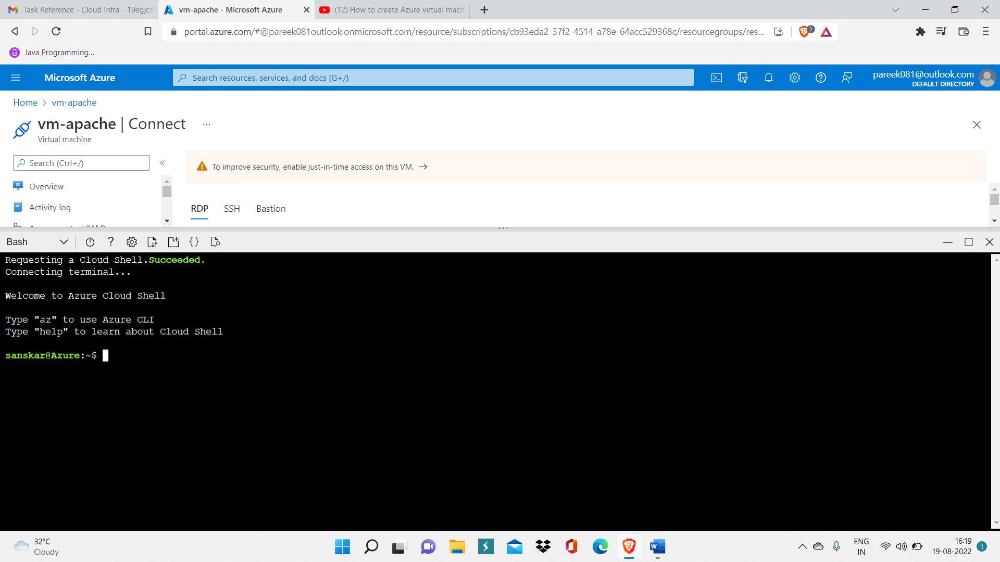 Task Reference - Cloud Infra - 19egjcs
vm-apache - Microsoft Azure
(12) How to create Azure virtual mach
portal.azure.com/#@pareek081outlook.onmicrosoft.com/resource/subscriptions/cb93eda2-37f2-4514-a78e-64acc529368c/resourcegroups/res...
3
Java Programming...
Microsoft Azure
Search resources, services, and docs (G+/)
pareek081@outlook.com
DEFAULT DIRECTORY
Home > vm-apache
vm-apache | Connect ...
Virtual machine
Search (Ctrl+/)
«
To improve security, enable just-in-time access on this VM. →
Overview
Activity log
RDP SSH Bastion
Bash
? { }
Requesting a Cloud Shell.Succeeded.
Connecting terminal...
Welcome to Azure Cloud Shell
Type "az" to use Azure CLI
Type "help" to learn about Cloud Shell
sanskar@Azure:~$
32°C
Cloudy
ENG
IN
16:19
19-08-2022
1